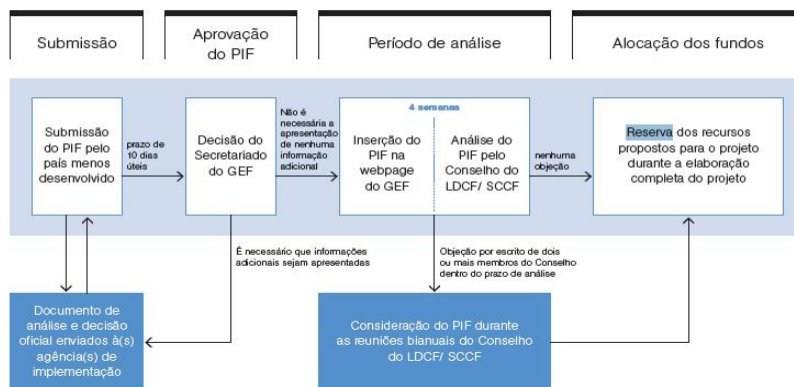 Submissão
Aprovação
do PIF
Período de análise
Alocação dos fundos
Submissão
do PIF pelo
país menos
desenvolvido
prazo de
10 dias
úteis
Decisão do
Secretariado
do GEF
Não é
necessária a
apresentação
de nenhuma
informação
adicional
4 semanas
Inserção do
PIF na
webpage
do GEF
Análise do
PIF pelo
Conselho do
LDCF/ SCCF
nenhuma
objeção
Reserva dos recursos
propostos para o projeto
durante a elaboração
completa do projeto
É necessário que informações
adicionais sejam apresentadas
Objeção por escrito de dois
ou mais membros do Conselho
dentro do prazo de análise
Documento de
análise e decisão
oficial enviados à(s)
agência(s) de
implementação
Consideração do PIF durante
as reuniões bianuais do Conselho
do LDCF/ SCCF